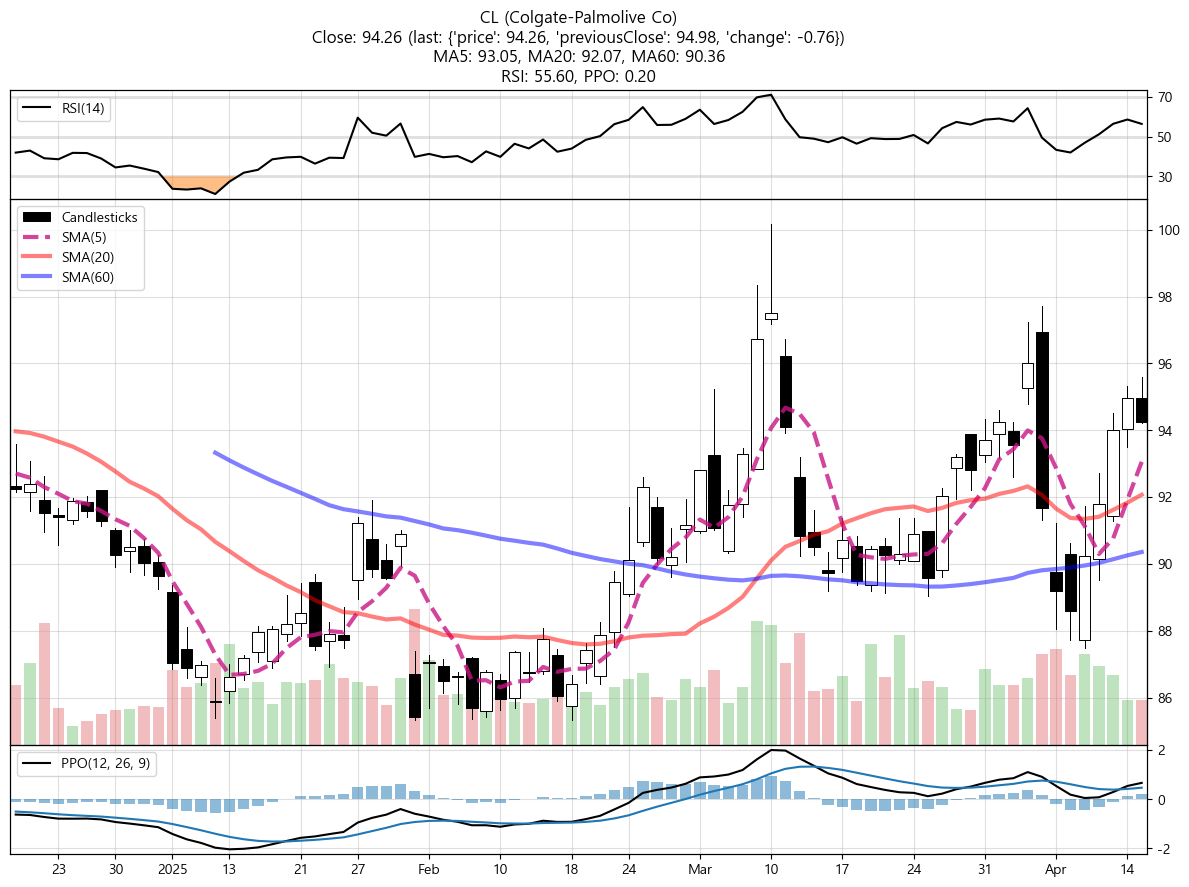 CL (Colgate-Palmolive Co)
Close: 94.26 (last: {'price': 94.26, 'previousClose': 94.98, 'change': -0.76})
MA5: 93.05, MA20: 92.07, MA60: 90.36
RSI: 55.60, PPO: 0.20
RSI(14)
70
50
30
Candlesticks
SMA(5)
SMA(20)
SMA(60)
100
98
96
94
92
90
88
86
PPO(12, 26, 9)
2
0
-2
23 30 2025 13 21 27 Feb 10 18 24 Mar 10 17 24 31 Apr 14